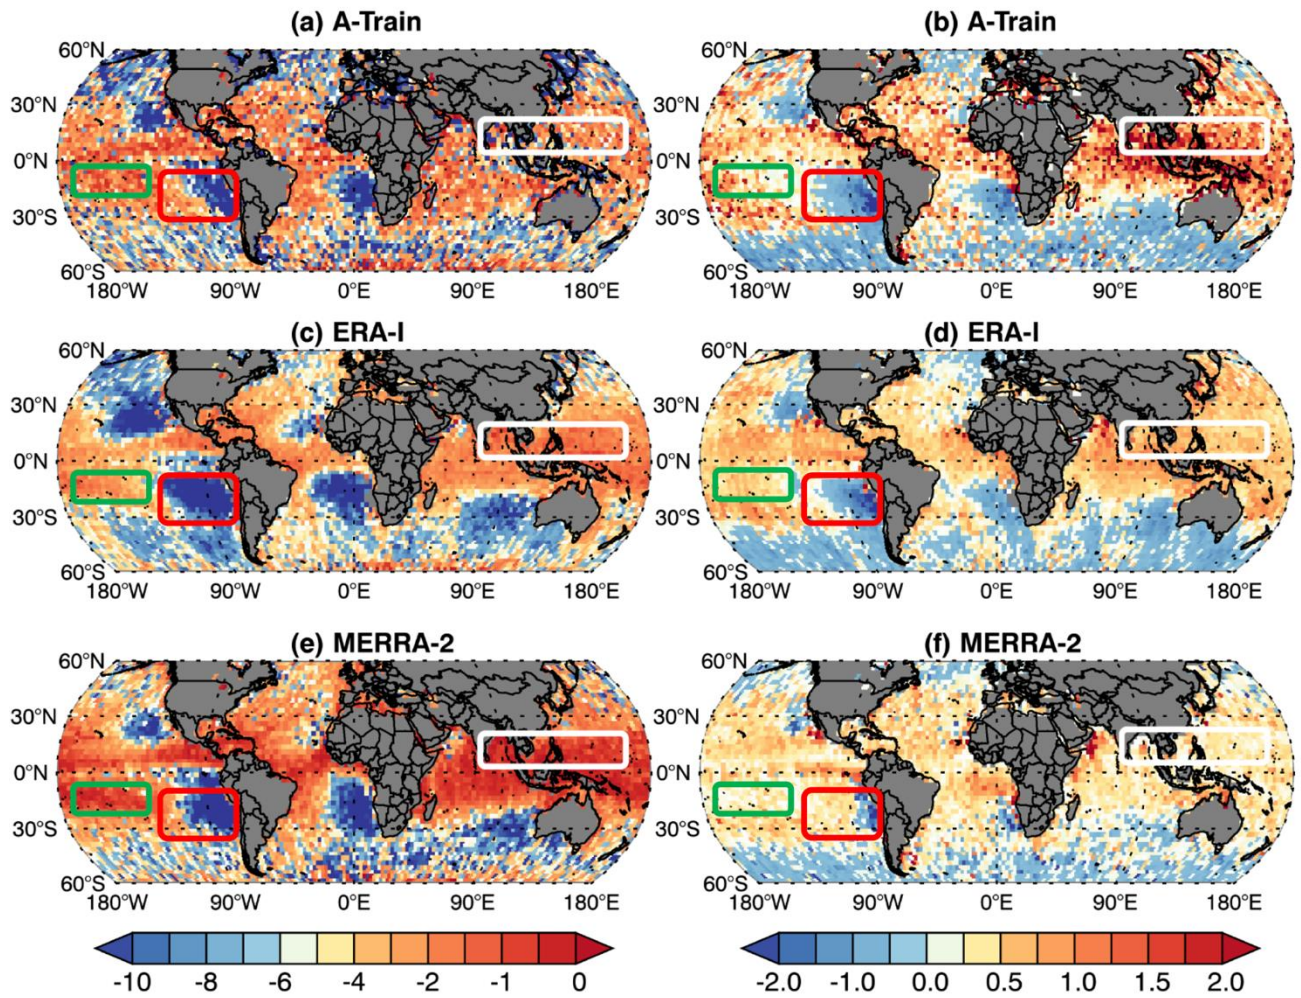 (a) A-Train
(b) A-Train
60°N
60°N
30°N
30°N
0°N
0°N
30°S
30°S
60°S
60°S
180°W 90°W 0°E 90°E 180°E
180°W 90°W 0°E 90°E 180°E
(c) ERA-I
(d) ERA-I
60°N
60°N
30°N
30°N
0°N
0°N
30°S
30°S
60°S
60°S
180°W 90°W 0°E 90°E 180°E
180°W 90°W 0°E 90°E 180°E
(e) MERRA-2
(f) MERRA-2
60°N
60°N
30°N
30°N
0°N
0°N
30°S
30°S
60°S
60°S
180°W 90°W 0°E 90°E 180°E
180°W 90°W 0°E 90°E 180°E
-10 -8 -6 -4 -2 -1 0
-2.0 -1.0 0.0 0.5 1.0 1.5 2.0